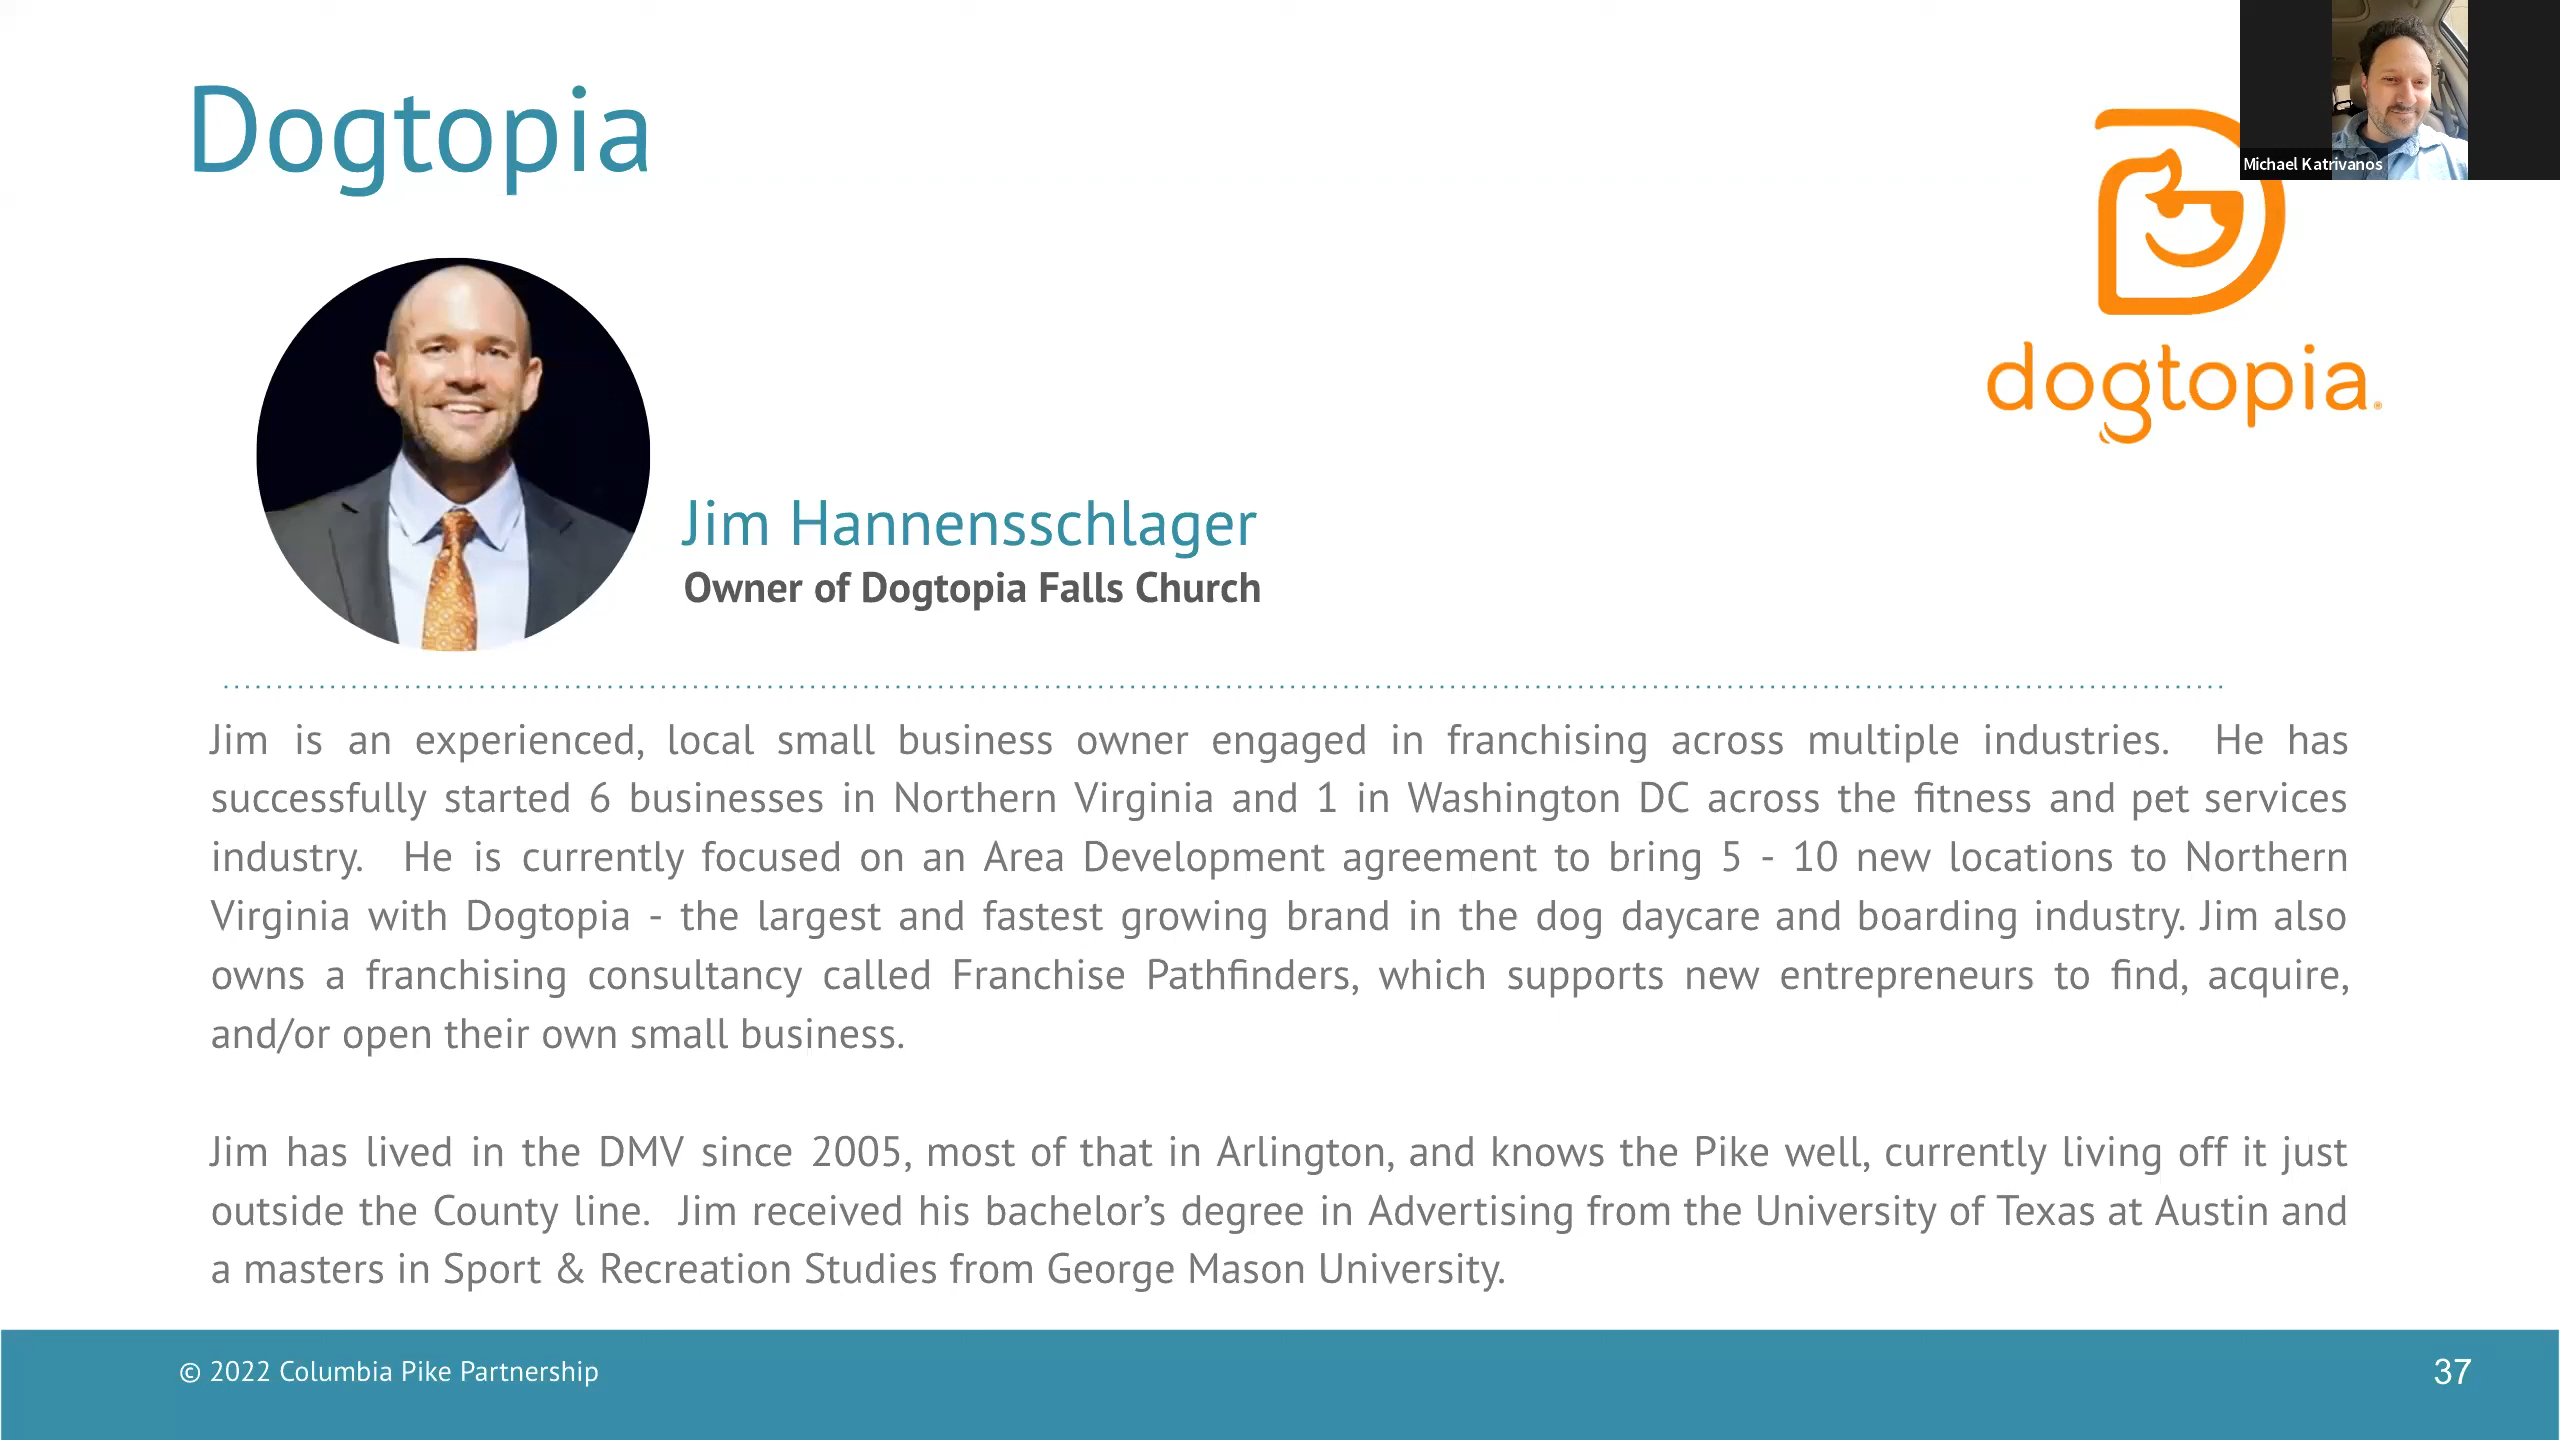 Dogtopia
Michael Katrivanos
dogtopia®
Jim Hannensschlager
Owner of Dogtopia Falls Church
Jim is an experienced, local small business owner engaged in franchising across multiple industries. He has
successfully started 6 businesses in Northern Virginia and 1 in Washington DC across the fitness and pet services
industry. He is currently focused on an Area Development agreement to bring 5 - 10 new locations to Northern
Virginia with Dogtopia - the largest and fastest growing brand in the dog daycare and boarding industry. Jim also
owns a franchising consultancy called Franchise Pathfinders, which supports new entrepreneurs to find, acquire,
and/or open their own small business.
Jim has lived in the DMV since 2005, most of that in Arlington, and knows the Pike well, currently living off it just
outside the County line. Jim received his bachelor’s degree in Advertising from the University of Texas at Austin and
a masters in Sport & Recreation Studies from George Mason University.
© 2022 Columbia Pike Partnership
37